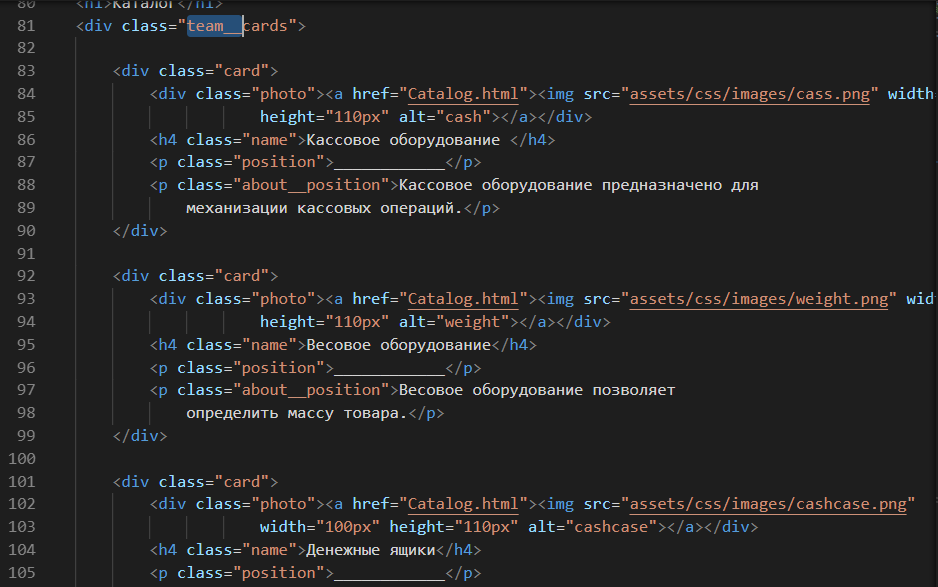 80 <h1>Каталог</h1>
81 <div class="team__cards">
82
83 <div class="card">
84 <div class="photo"><a href="Catalog.html"><img src="assets/css/images/cass.png" width
85 height="110px" alt="cash"></a></div>
86 <h4 class="name">Кассовое оборудование </h4>
87 <p class="position">____________</p>
88 <p class="about__position">Кассовое оборудование предназначено для
89 механизации кассовых операций.</p>
90 </div>
91
92 <div class="card">
93 <div class="photo"><a href="Catalog.html"><img src="assets/css/images/weight.png" wid
94 height="110px" alt="weight"></a></div>
95 <h4 class="name">Весовое оборудование</h4>
96 <p class="position">____________</p>
97 <p class="about__position">Весовое оборудование позволяет
98 определить массу товара.</p>
99 </div>
100
101 <div class="card">
102 <div class="photo"><a href="Catalog.html"><img src="assets/css/images/cashcase.png"
103 width="100px" height="110px" alt="cashcase"></a></div>
104 <h4 class="name">Денежные ящики</h4>
105 <p class="position">____________</p>